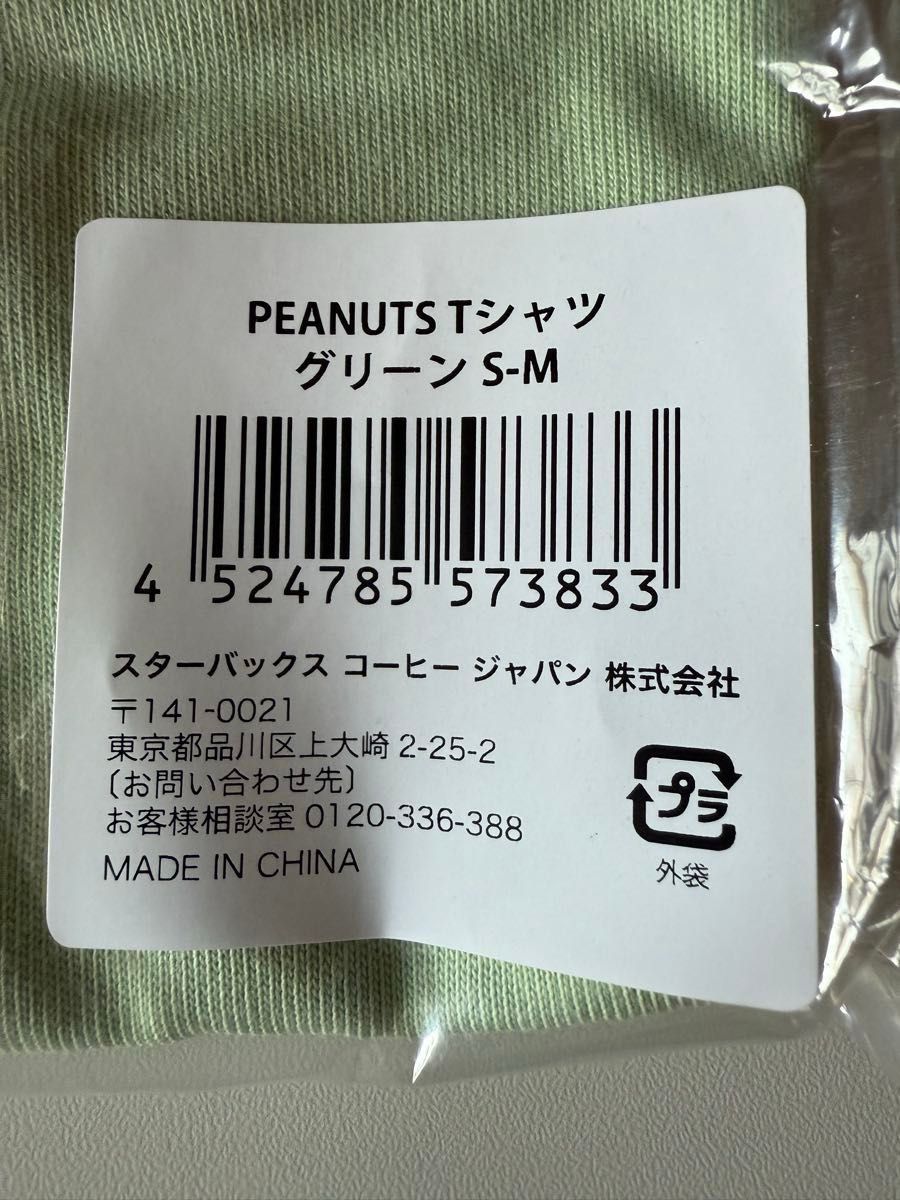 PEANUTS Tシャツ
グリーン S-M
4 524785 573833
スターバックス コーヒー ジャパン 株式会社
〒141-0021
東京都品川区上大崎 2-25-2
〔お問い合わせ先〕
お客様相談室 0120-336-388
MADE IN CHINA
プラ
外袋